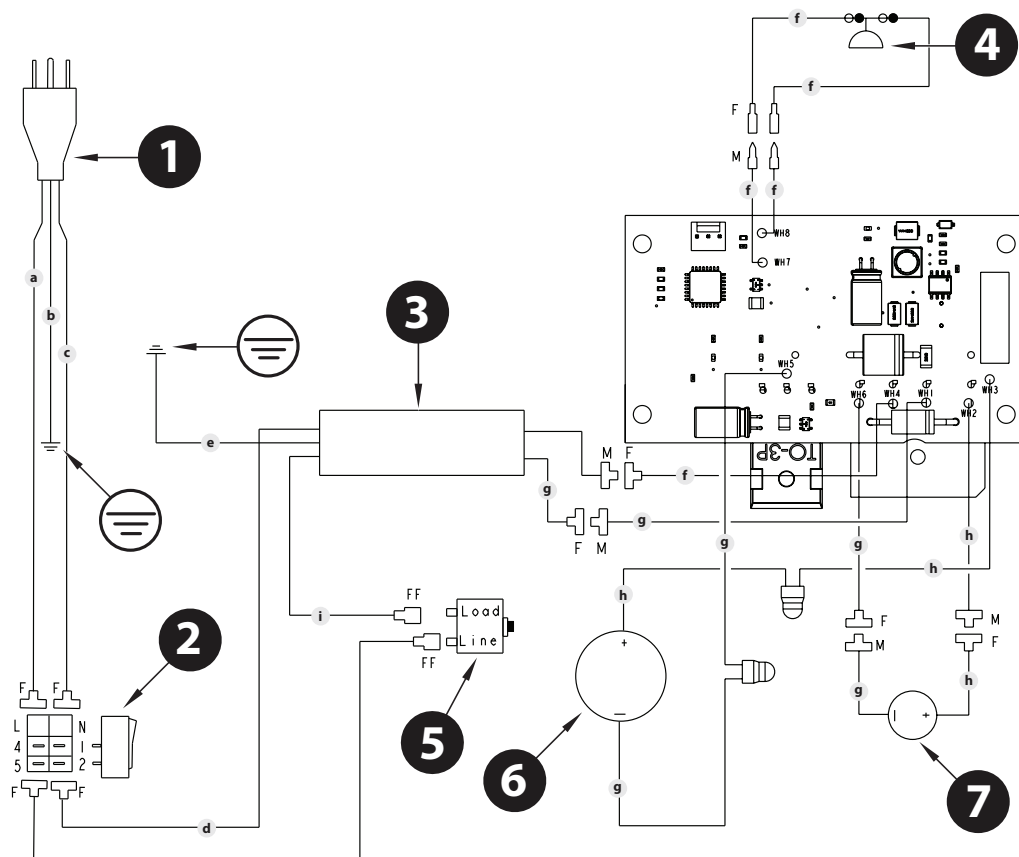 f
4
f
F
M
1
f
f
WH8
WH7
a
3
b
c
WH5
WH3
WH6
WH4
WH1
WH2
e
TO-3P
M
F
f
g
g
F
M
g
h
g
h
h
i
FF
Load
Line
FF
F
M
M
F
2
5
+
–
6
g
h
–
+
7
F
F
L
N
4
1
5
2
F
F
g
d